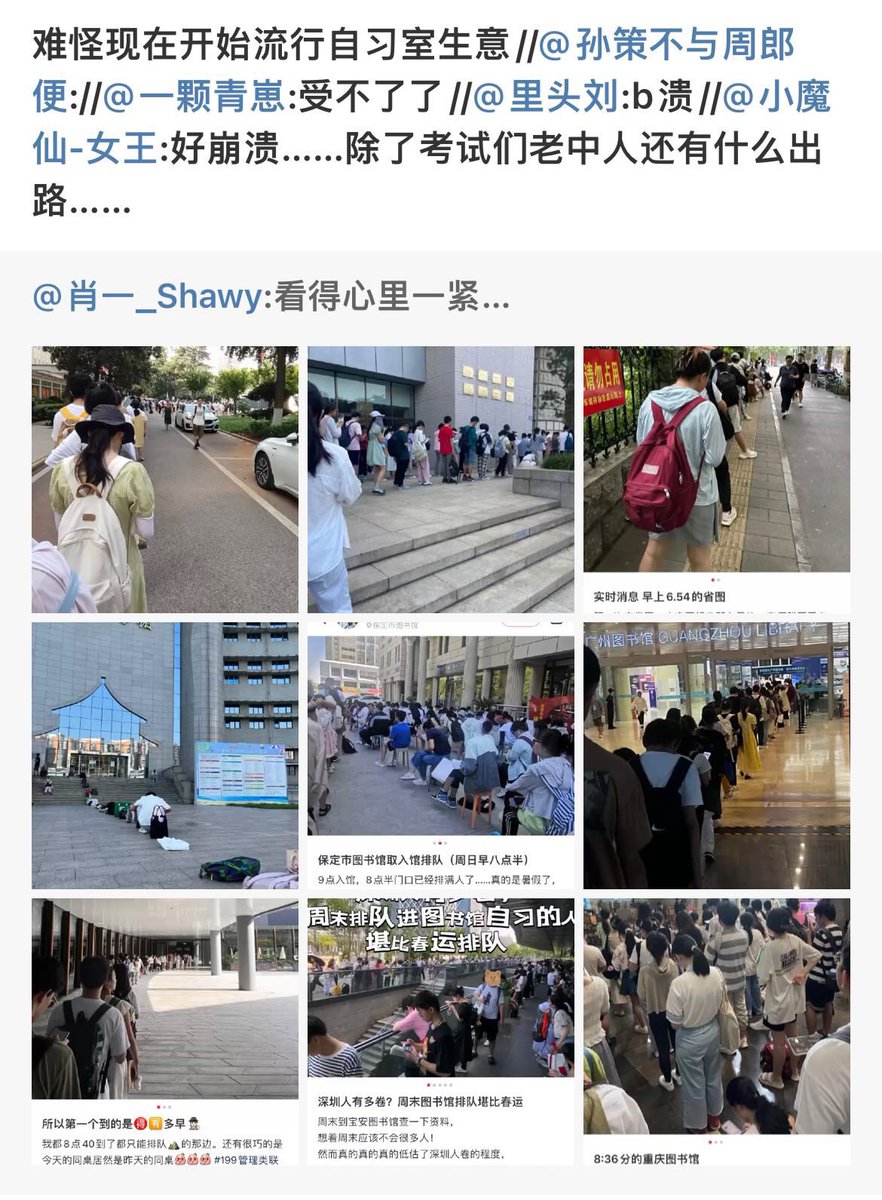 难怪现在开始流行自习室生意//@孙策不与周郎
便://@一颗青崽:受不了了//@里头刘:b溃//@小魔
仙-女王:好崩溃……除了考试们老中人还有什么出
路……
@肖一_Shawy:看得心里一紧...
请勿占用
实时消息 早上6.54的省图
保定市图书馆
保定市图书馆取入馆排队（周日早八点半）
9点入馆，8点半门口已经排满人了……真的是暑假了，
广州图书馆 GUANGZHOU LIBRARY
所以第一个到的是得有多早
我都8点40到了都只能排队⛰️的那边。还有很巧的是
今天的同桌居然是昨天的同桌 #199管理类联
周末排队进图书馆自习的人
堪比春运排队
深圳人有多卷？周末图书馆排队堪比春运
周末到宝安图书馆查一下资料，
想着周末应该不会很多人！
然而真的真的真的低估了深圳人卷的程度。
8:36分的重庆图书馆